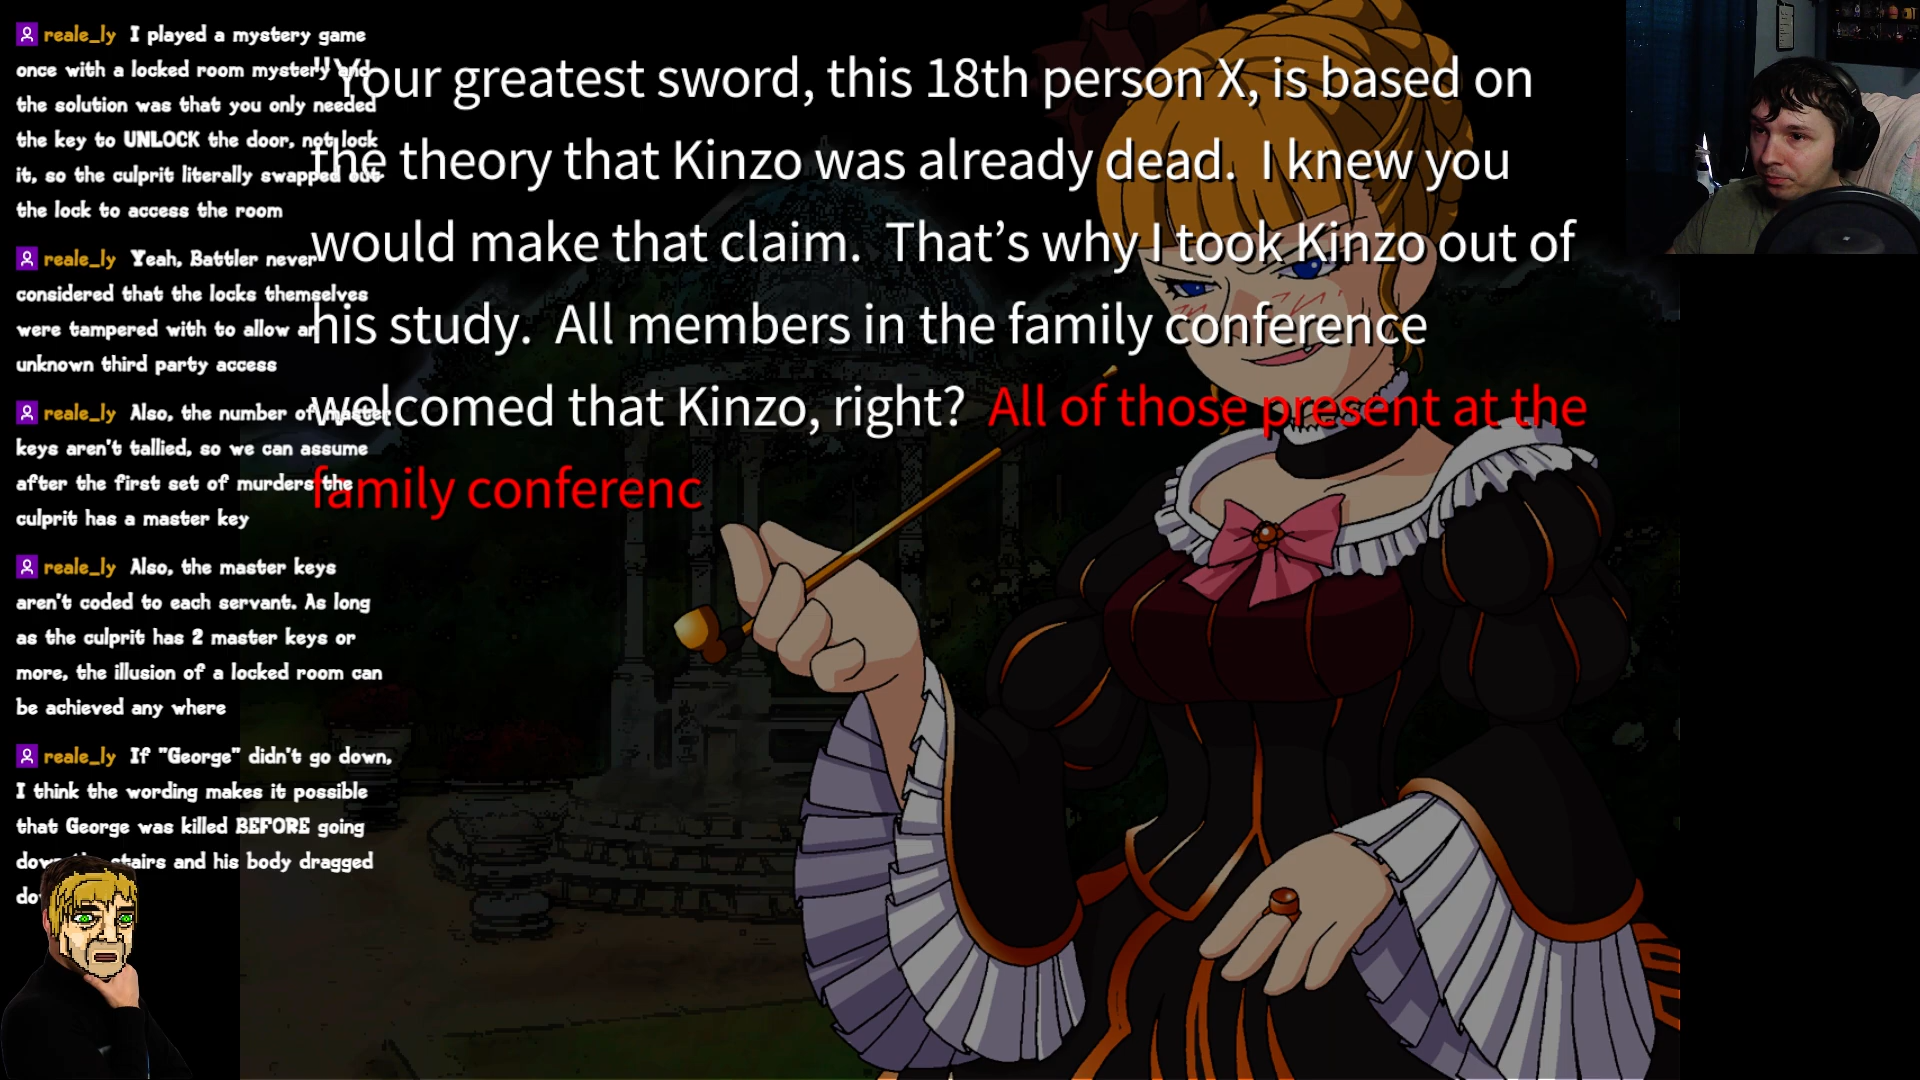 reale_ly I played a mystery game
once with a locked room mystery and
the solution was that you only needed
the key to UNLOCK the door, not lock
it, so the culprit literally swapped out
the lock to access the room
reale_ly Yeah, Battler never
considered that the locks themselves
were tampered with to allow an
unknown third party access
reale_ly Also, the number of master
keys aren't tallied, so we can assume
after the first set of murders the
culprit has a master key
reale_ly Also, the master keys
aren't coded to each servant. As long
as the culprit has 2 master keys or
more, the illusion of a locked room can
be achieved any where
reale_ly If "George" didn't go down,
I think the wording makes it possible
that George was killed BEFORE going
down the stairs and his body dragged
"Your greatest sword, this 18th person X, is based on
the theory that Kinzo was already dead. I knew you
would make that claim. That's why I took Kinzo out of
his study. All members in the family conference
welcomed that Kinzo, right? All of those present at the
family conferenc